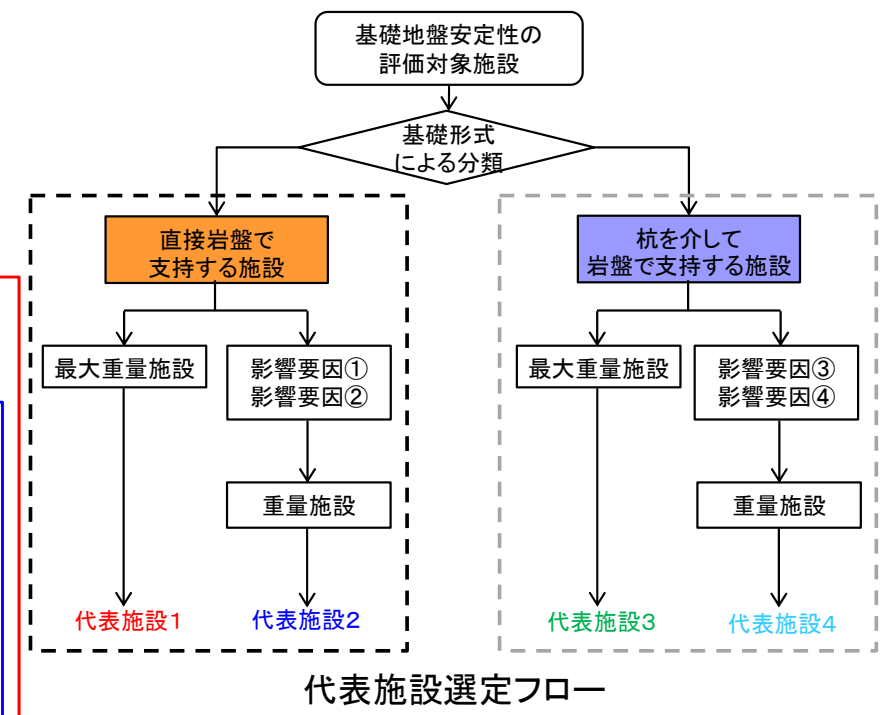 基礎地盤安定性の
評価対象施設
基礎形式
による分類
直接岩盤で
支持する施設
杭を介して
岩盤で支持する施設
最大重量施設
影響要因①
影響要因②
最大重量施設
影響要因③
影響要因④
重量施設
重量施設
代表施設1
代表施設2
代表施設3
代表施設4
代表施設選定フロー